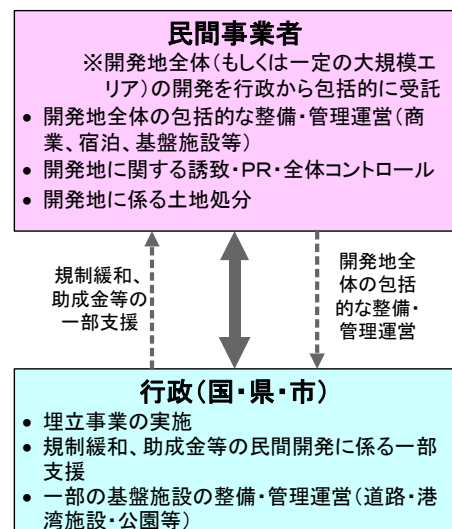 民間事業者
※開発地全体(もしくは一定の大規模エ
リア)の開発を行政から包括的に受託
• 開発地全体の包括的な整備・管理運営(商
業、宿泊、基盤施設等)
• 開発地に関する誘致・PR・全体コントロール
• 開発地に係る土地処分
規制緩和、
助成金等の
一部支援
開発地全
体の包括
的な整備・
管理運営
行政(国・県・市)
• 埋立事業の実施
• 規制緩和、助成金等の民間開発に係る一部
支援
• 一部の基盤施設の整備・管理運営(道路・港
湾施設・公園等)